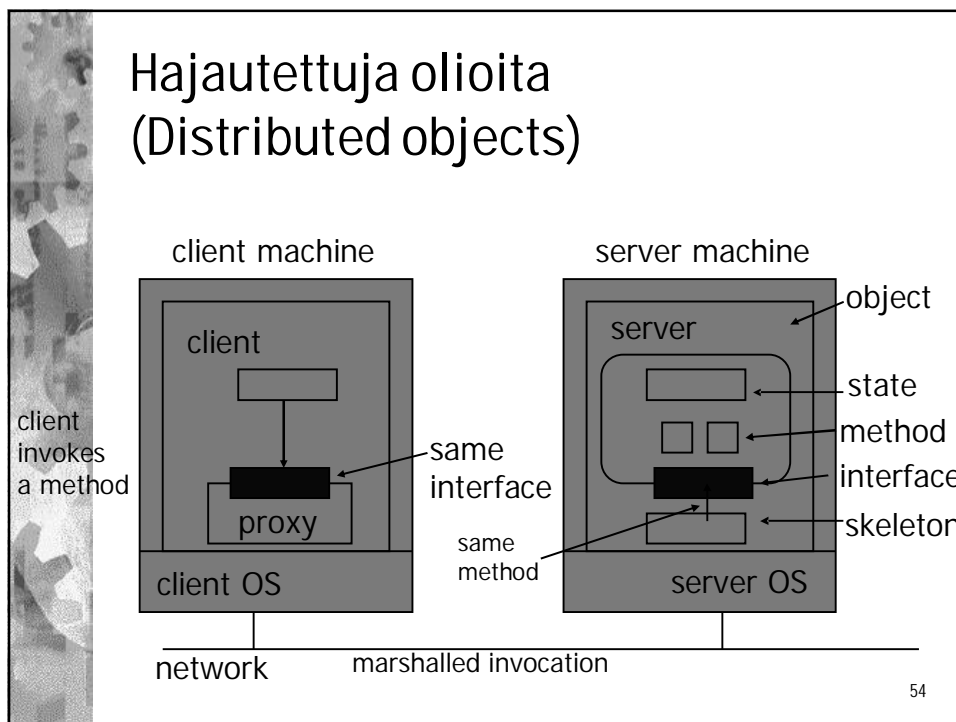 Hajautettuja olioita
(Distributed objects)
client machine
server machine
object
client
server
state
client
invokes
a method
method
same
interface
interface
proxy
same
method
skeleton
client OS
server OS
network
marshalled invocation
54